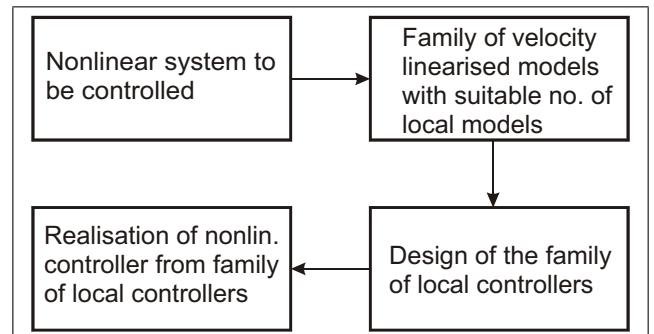 Nonlinear system to
be controlled
Family of velocity
linearised models
with suitable no. of
local models
Design of the family
of local controllers
Realisation of nonlin.
controller from family
of local controllers